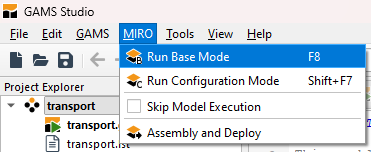 GAMS Studio
File Edit GAMS MIRO Tools View Help
Run Base Mode F8
Run Configuration Mode Shift+F7
Skip Model Execution
Assembly and Deploy
Project Explorer
transport
transport.
transport.lst